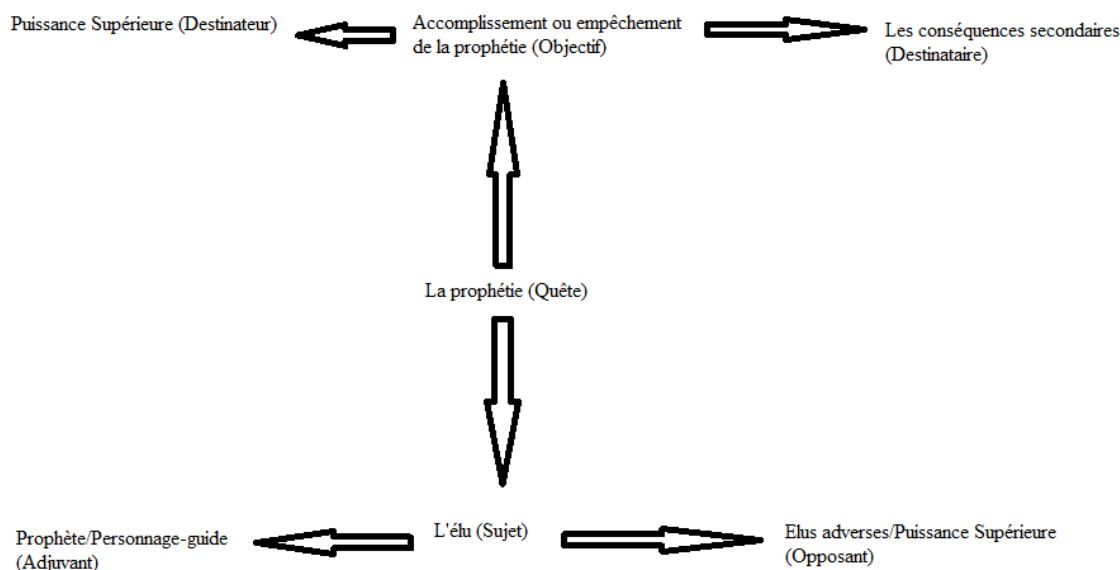 Puissance Supérieure (Destinateur)
Accomplissement ou empêchement
de la prophétie (Objectif)
Les conséquences secondaires
(Destinataire)
La prophétie (Quête)
Prophète/Personnage-guide
(Adjuvant)
L'élu (Sujet)
Elus adverses/Puissance Supérieure
(Opposant)